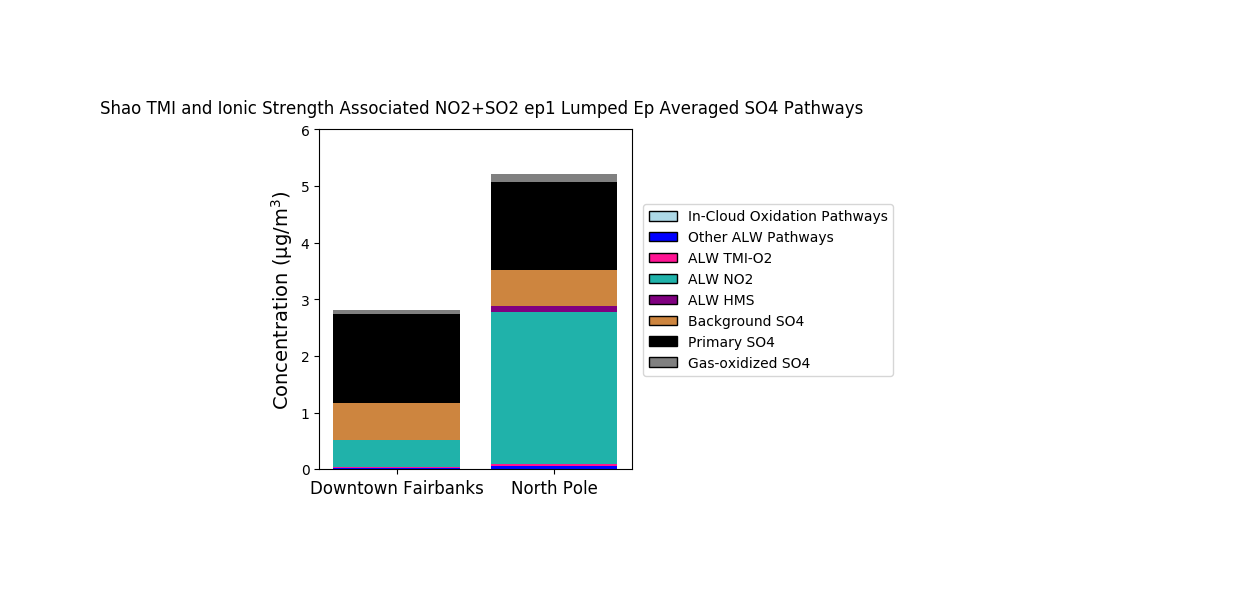 Shao TMI and Ionic Strength Associated NO2+SO2 ep1 Lumped Ep Averaged SO4 Pathways
6
5
4
3
2
1
0
Concentration (μg/m³)
Downtown Fairbanks
North Pole
In-Cloud Oxidation Pathways
Other ALW Pathways
ALW TMI-O2
ALW NO2
ALW HMS
Background SO4
Primary SO4
Gas-oxidized SO4